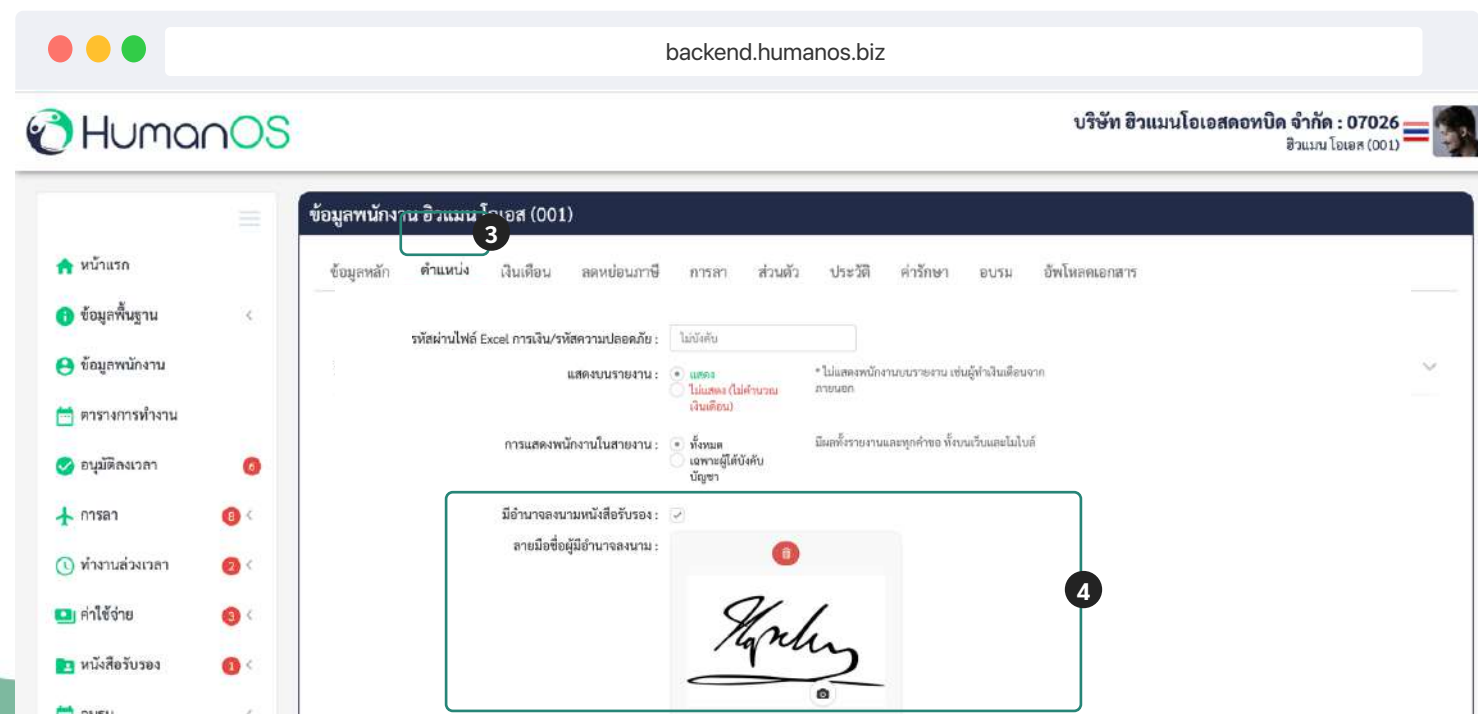 backend.humanos.biz
HumanOS
บริษัท ฮิวแมนโอเอสดอทบิด จำกัด : 07026
ฮิวแมน โอเอส (001)
ข้อมูลพนักงาน ฮิวแมน โอเอส (001)
3
ข้อมูลหลัก ตำแหน่ง เงินเดือน ลดหย่อนภาษี การลา ส่วนตัว ประวัติ ค่ารักษา อบรม อัพโหลดเอกสาร
หน้าแรก
ข้อมูลพื้นฐาน
ข้อมูลพนักงาน
ตารางการทำงาน
อนุมัติลงเวลา 6
การลา 8
ทำงานล่วงเวลา 2
ค่าใช้จ่าย 3
หนังสือรับรอง 1
อบรม
รหัสผ่านไฟล์ Excel การเงิน/รหัสความปลอดภัย : ไม่บังคับ
แสดงบนรายงาน : แสดง
ไม่แสดง (ไม่คำนวณ
เงินเดือน)
* ไม่แสดงพนักงานบนรายงาน เช่นผู้ทำเงินเดือนจาก
ภายนอก
การแสดงพนักงานในสายงาน : ทั้งหมด
เฉพาะผู้ใต้บังคับ
บัญชา
มีผลทั้งรายงานและทุกคำขอ ทั้งบนเว็บและโมไบล์
มีอำนาจลงนามหนังสือรับรอง :
ลายมือชื่อผู้มีอำนาจลงนาม :
4